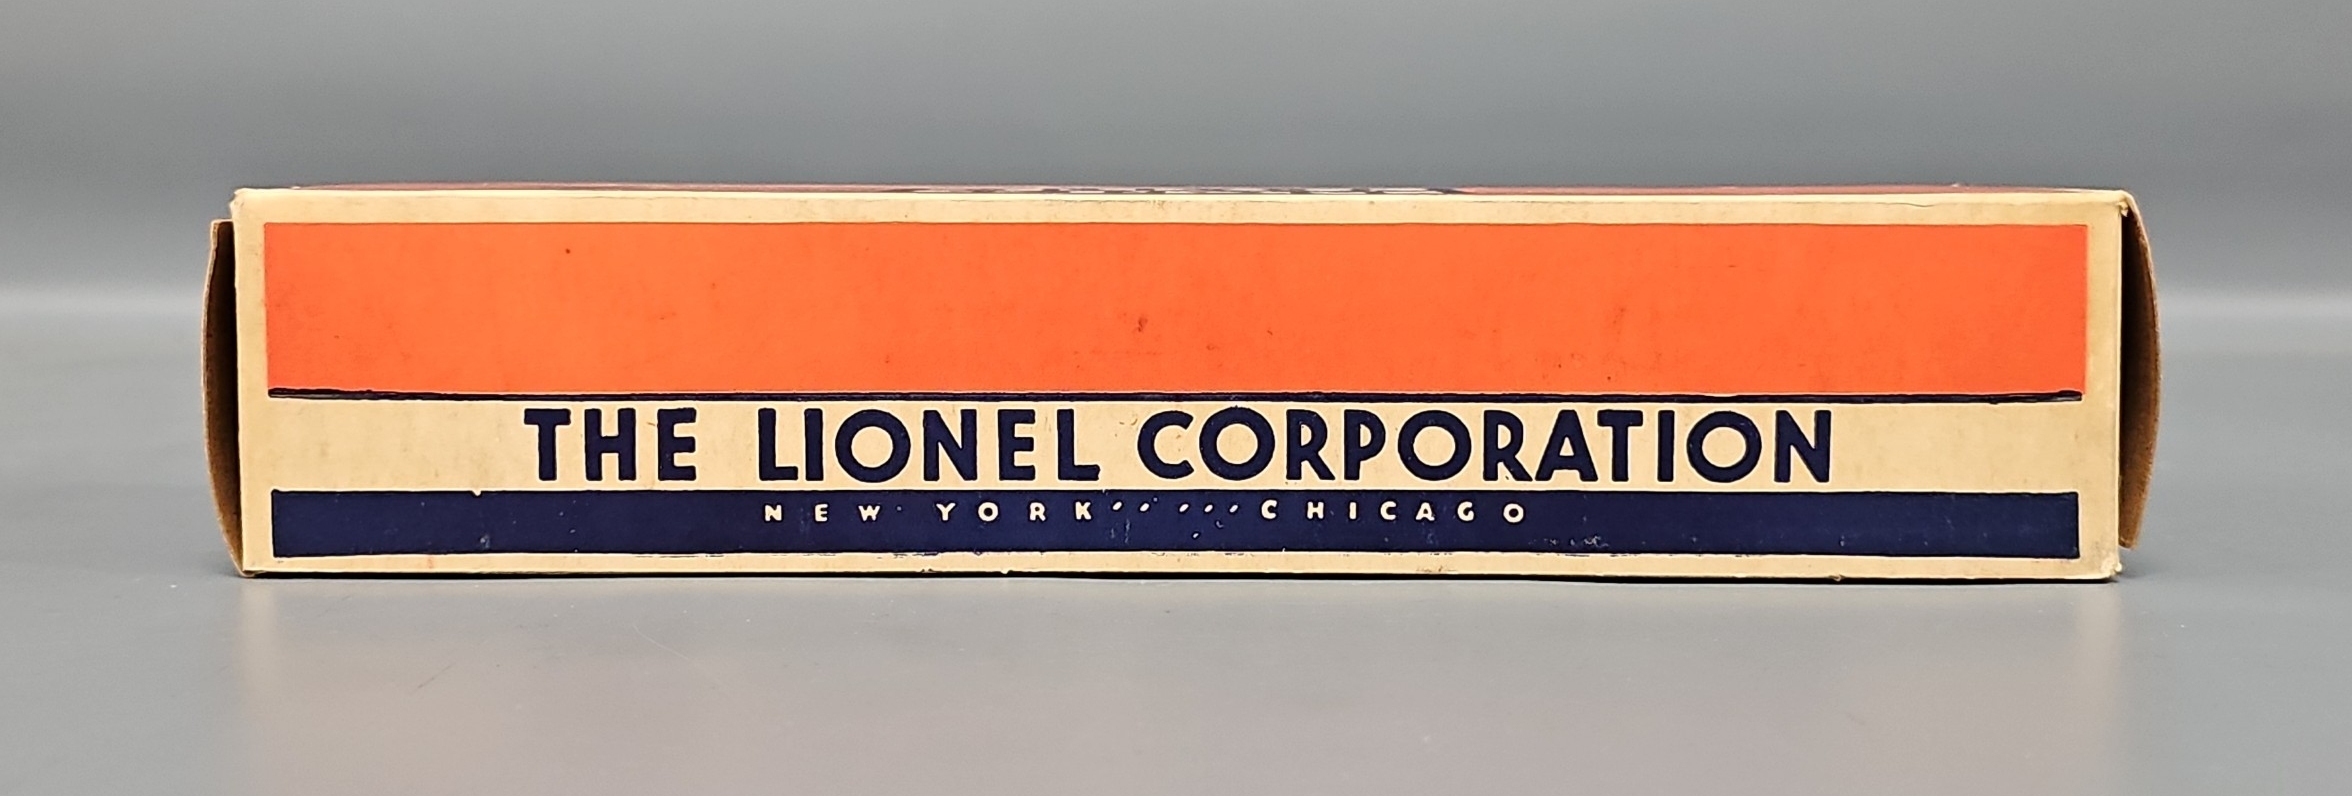 THE LIONEL CORPORATION
NEW YORK······CHICAGO